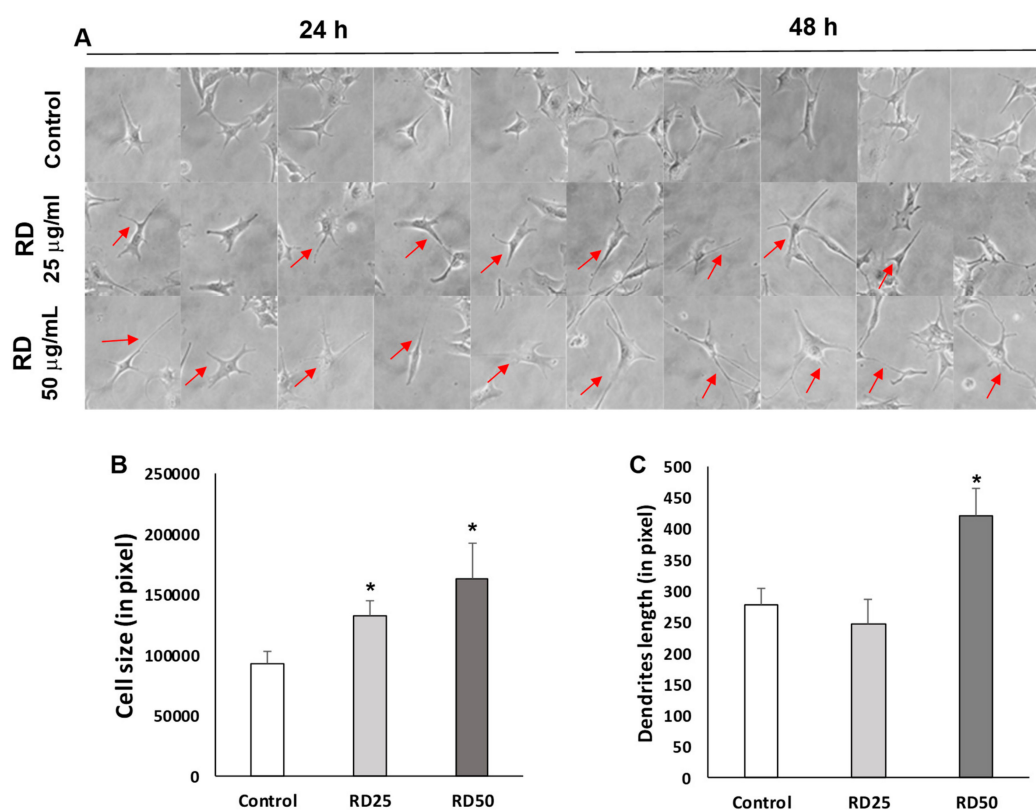 A
24 h
48 h
Control
RD
25 μg/ml
RD
50 μg/mL
B
Cell size (in pixel)
250000
200000
150000
100000
50000
0
*
*
Control
RD25
RD50
C
Dendrites length (in pixel)
500
450
400
350
300
250
200
150
100
50
0
*
Control
RD25
RD50